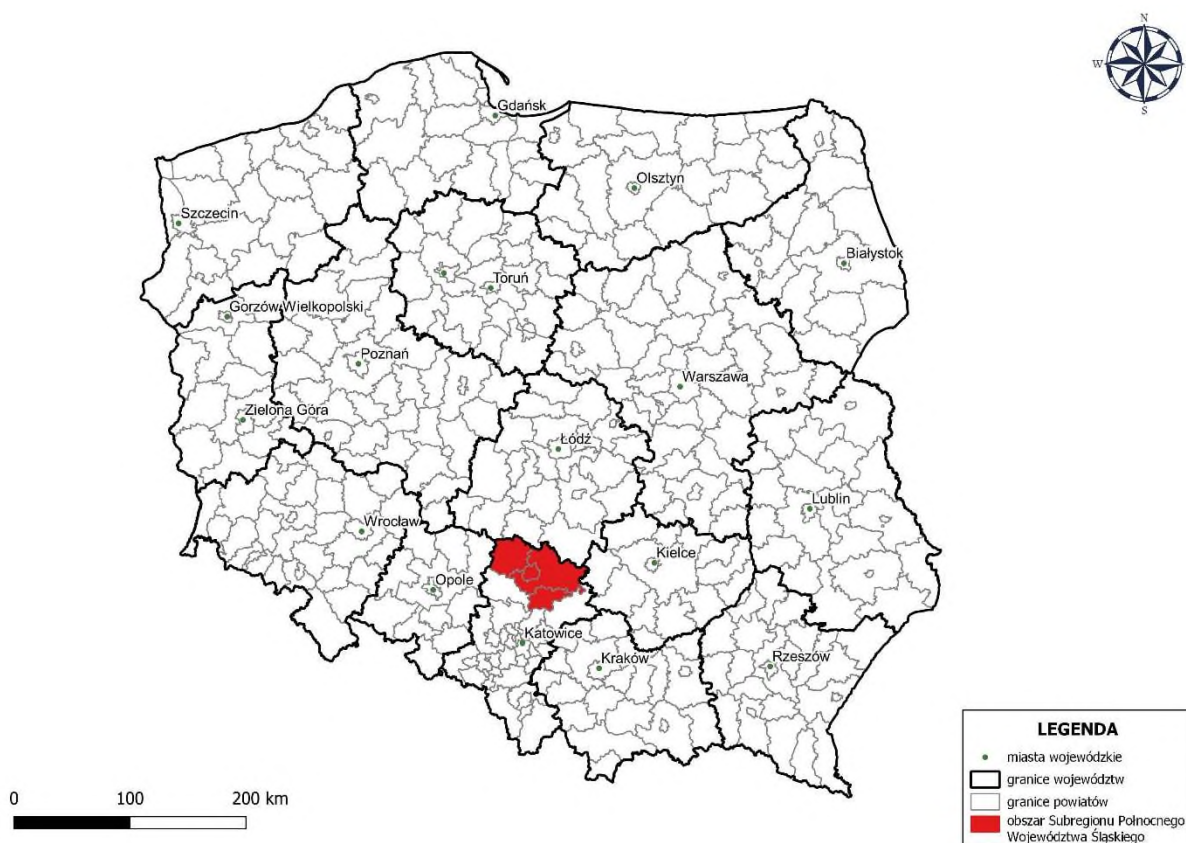 N
W
E
S
Gdańsk
Olsztyn
Szczecin
Białystok
Toruń
Gorzów Wielkopolski
Poznań
Warszawa
Zielona Góra
Łódź
Lublin
Wrocław
Kielce
Opole
Katowice
Kraków
Rzeszów
LEGENDA
miasta wojewódzkie
granice województw
granice powiatów
obszar Subregionu Północnego
Województwa Śląskiego
0 100 200 km